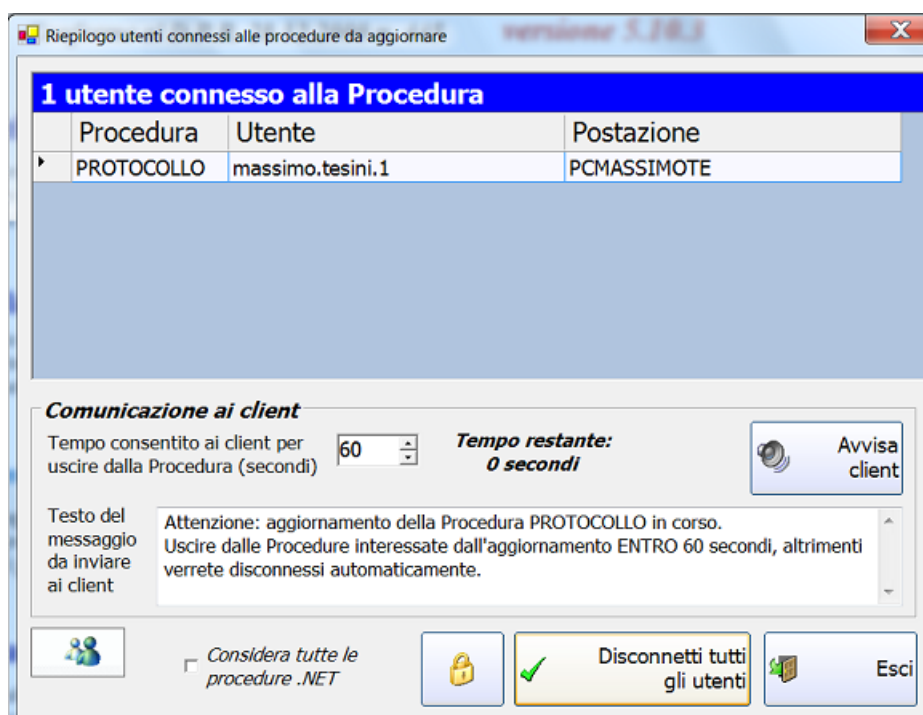 versione 5.10.1
Riepilogo utenti connessi alle procedure da aggiornare
1 utente connesso alla Procedura
Procedura Utente Postazione
PROTOCOLLO massimo.tesini.1 PCMASSIMOTE
Comunicazione ai client
Tempo consentito ai client per
uscire dalla Procedura (secondi)
60
Tempo restante:
0 secondi
Avvisa
client
Testo del
messaggio
da inviare
ai client
Attenzione: aggiornamento della Procedura PROTOCOLLO in corso.
Uscire dalle Procedure interessate dall'aggiornamento ENTRO 60 secondi, altrimenti
verrete disconnessi automaticamente.
Considera tutte le
procedure .NET
Disconnetti tutti
gli utenti
Esci